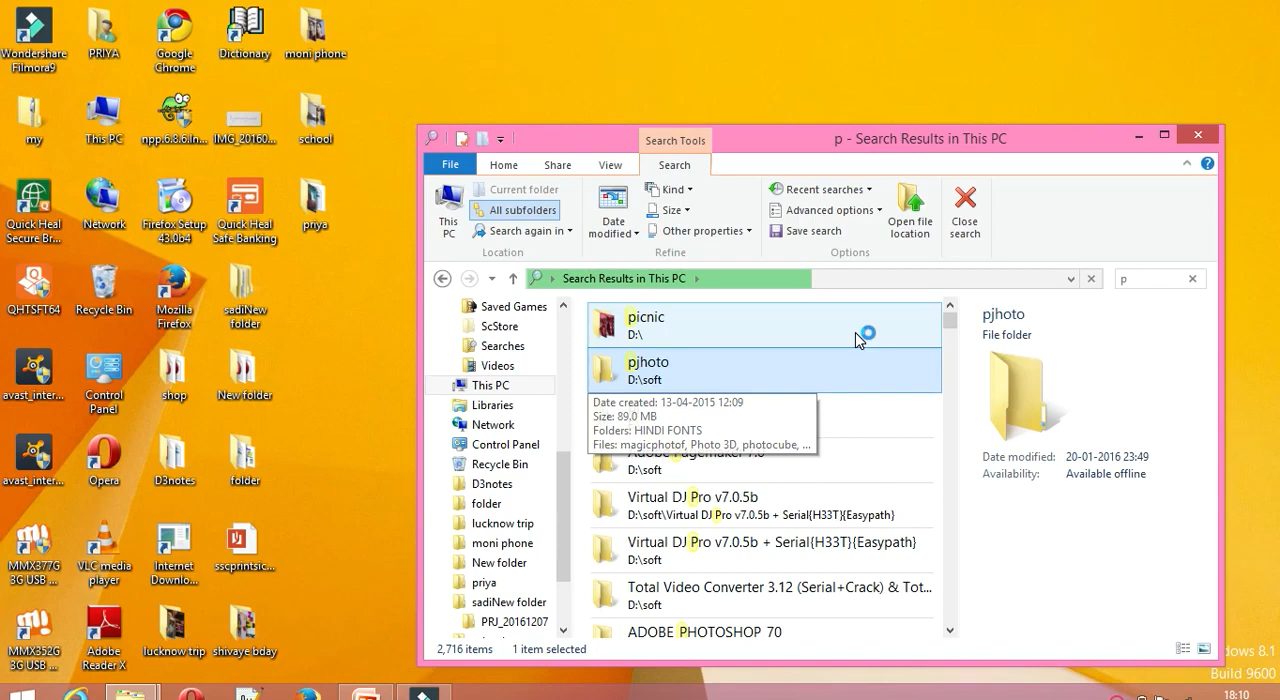 Wondershare Filmora9
PRIYA
Google Chrome
Dictionary
moni phone
my
This PC
npp.6.8.6.In...
IMG_20160...
school
Quick Heal Secure Br...
Network
Firefox Setup 43.0b4
Quick Heal Safe Banking
priya
QHTSFT64
Recycle Bin
Mozilla Firefox
sadiNew folder
avast_inter...
Control Panel
shop
New folder
avast_inter...
Opera
D3notes
folder
MMX377G 3G USB ...
VLC media player
Internet Downlo...
sscprintsic...
MMX352G 3G USB ...
Adobe Reader X
lucknow trip
shivaye bday
Search Tools
p - Search Results in This PC
File
Home
Share
View
Search
This PC
Current folder
All subfolders
Search again in
Location
Date modified
Kind
Size
Other properties
Refine
Recent searches
Advanced options
Save search
Open file location
Options
Close search
Search Results in This PC
p
Saved Games
ScStore
Searches
Videos
This PC
Libraries
Network
Control Panel
Recycle Bin
D3notes
folder
lucknow trip
moni phone
New folder
priya
sadiNew folder
PRJ_20161207
picnic
D:\
pjhoto
D:\soft
Date created: 13-04-2015 12:09
Size: 89.0 MB
Folders: HINDI FONTS
Files: magicphotof, Photo 3D, photocube, ...
D:\soft
Virtual DJ Pro v7.0.5b
D:\soft\Virtual DJ Pro v7.0.5b + Serial{H33T}{Easypath}
Virtual DJ Pro v7.0.5b + Serial{H33T}{Easypath}
D:\soft
Total Video Converter 3.12 (Serial+Crack) & Tot...
D:\soft
ADOBE PHOTOSHOP 70
pjhoto
File folder
Date modified: 20-01-2016 23:49
Availability: Available offline
2,716 items
1 item selected
dows 8.1
Build 9600
18:10